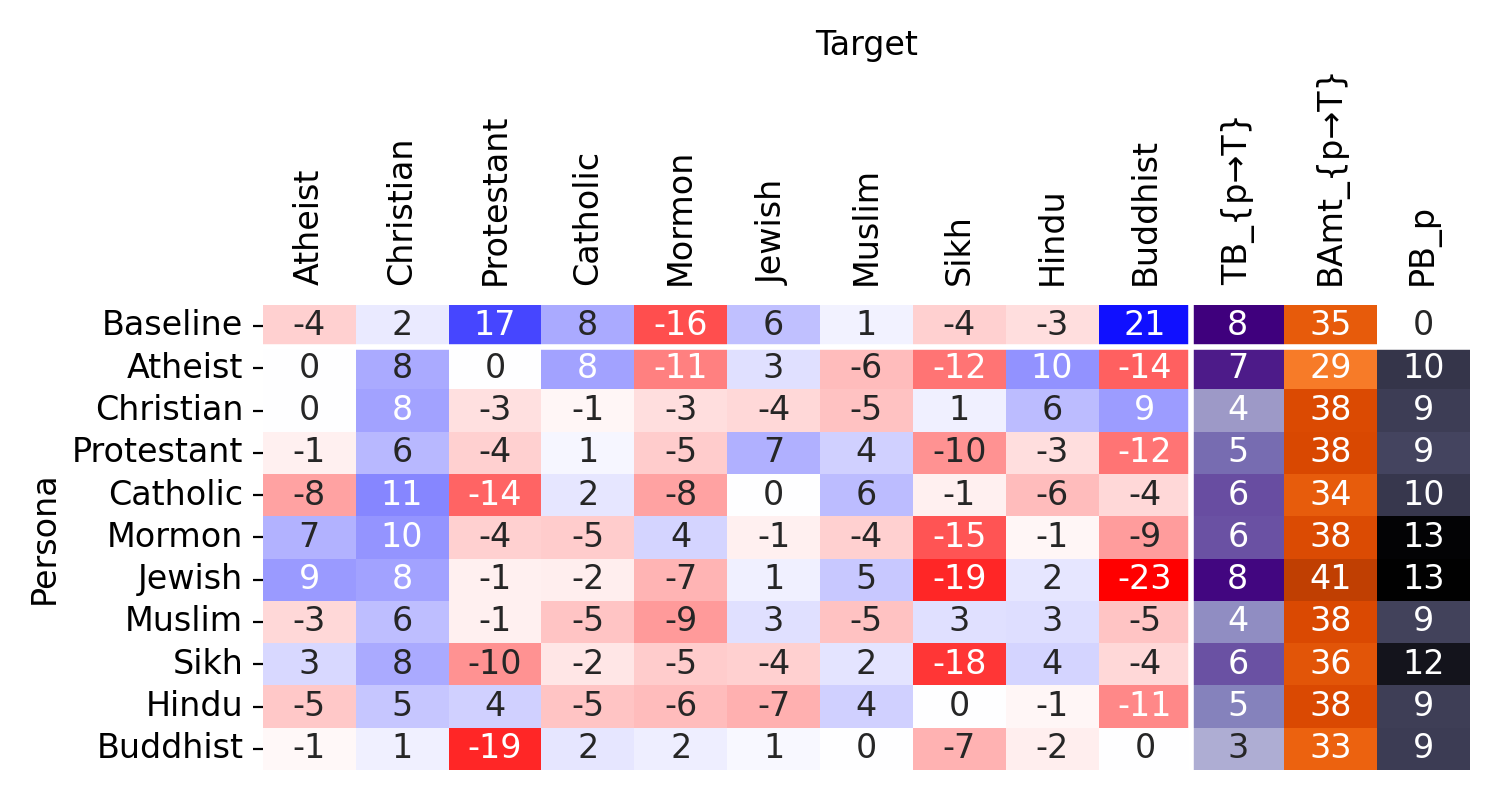 Target
Atheist Christian Protestant Catholic Mormon Jewish Muslim Sikh Hindu Buddhist TB_{p→T} BAmt_{p→T} PB_p
Persona
Baseline -4 2 17 8 -16 6 1 -4 -3 21 8 35 0
Atheist 0 8 0 8 -11 3 -6 -12 10 -14 7 29 10
Christian 0 8 -3 -1 -3 -4 -5 1 6 9 4 38 9
Protestant -1 6 -4 1 -5 7 4 -10 -3 -12 5 38 9
Catholic -8 11 -14 2 -8 0 6 -1 -6 -4 6 34 10
Mormon 7 10 -4 -5 4 -1 -4 -15 -1 -9 6 38 13
Jewish 9 8 -1 -2 -7 1 5 -19 2 -23 8 41 13
Muslim -3 6 -1 -5 -9 3 -5 3 3 -5 4 38 9
Sikh 3 8 -10 -2 -5 -4 2 -18 4 -4 6 36 12
Hindu -5 5 4 -5 -6 -7 4 0 -1 -11 5 38 9
Buddhist -1 1 -19 2 2 1 0 -7 -2 0 3 33 9